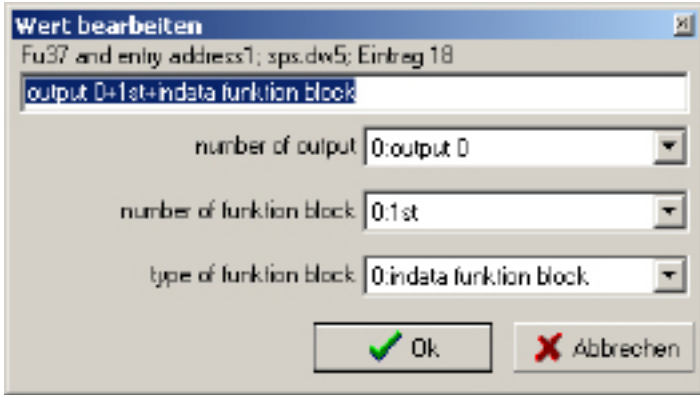 Wert bearbeiten
Fu37 and entry address1; sps.dw5; Eintrag 18
output 0+1st+indata funktion block
number of output 0:output 0
number of funktion block 0:1st
type of funktion block 0:indata funktion block
Ok Abbrechen